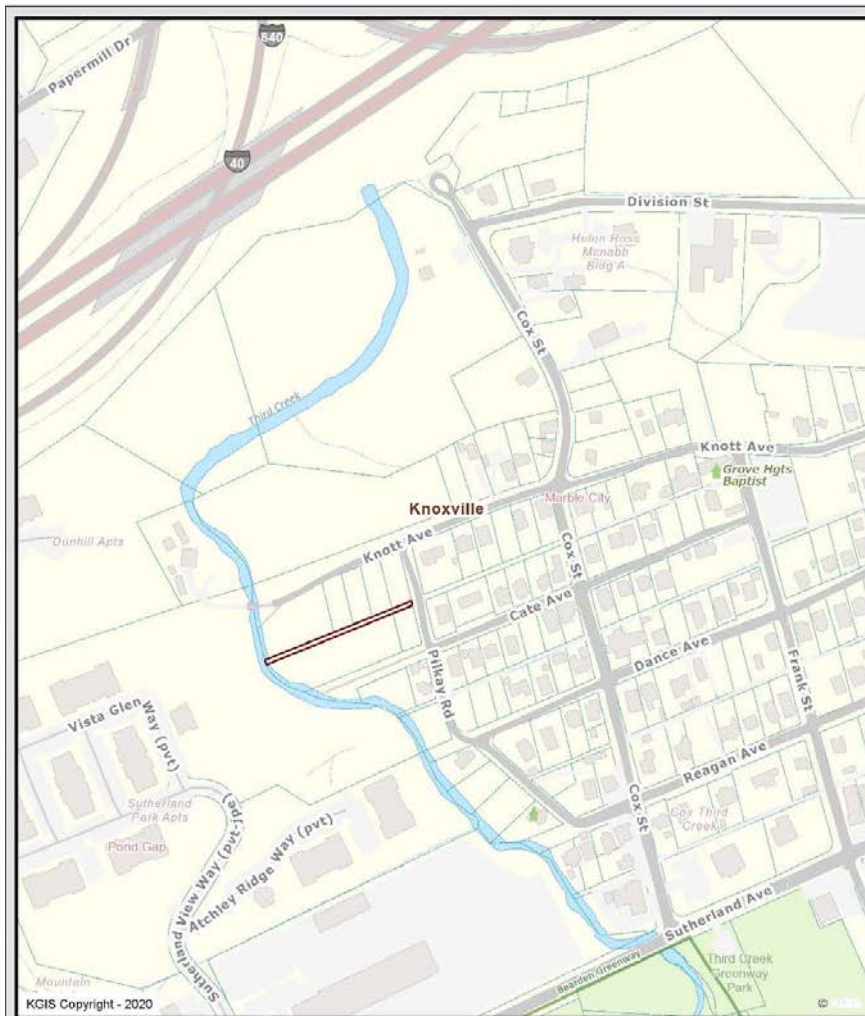 640
Papermill Dr
40
Division St
Helen Ross
Mcnabb
Bldg A
Cox St
Third Creek
Knott Ave
Grove Hgts
Baptist
Knoxville
Marble City
Dunhill Apts
Knott Ave
Cox St
Cate Ave
Dance Ave
Pilkay Rd
Frank St
Vista Glen
Way (pvt)
Reagan Ave
Sutherland
Park Apts
Cox St
Cox Third
Creek
Pond Gap
Atchley Ridge Way (pvt)
Sutherland View Way (pvt-jpe)
Sutherland Ave
Bearden Greenway
Third Creek
Greenway
Park
Mountain
KGIS Copyright - 2020
©